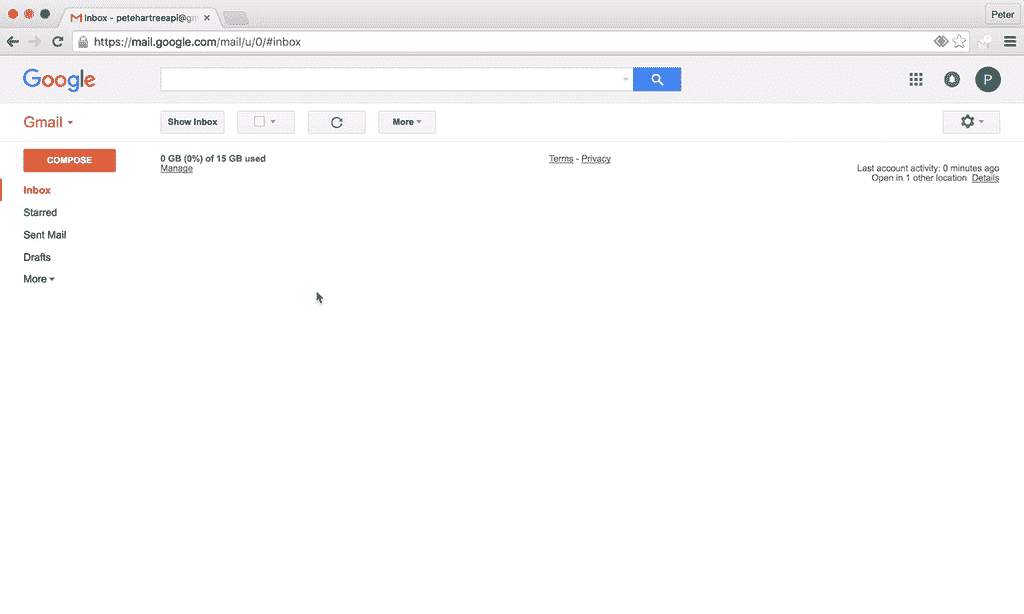 Inbox - petehartreeapi@gm
Peter
https://mail.google.com/mail/u/0/#inbox
Google
P
Gmail
Show Inbox
More
COMPOSE
0 GB (0%) of 15 GB used
Manage
Terms - Privacy
Last account activity: 0 minutes ago
Open in 1 other location Details
Inbox
Starred
Sent Mail
Drafts
More